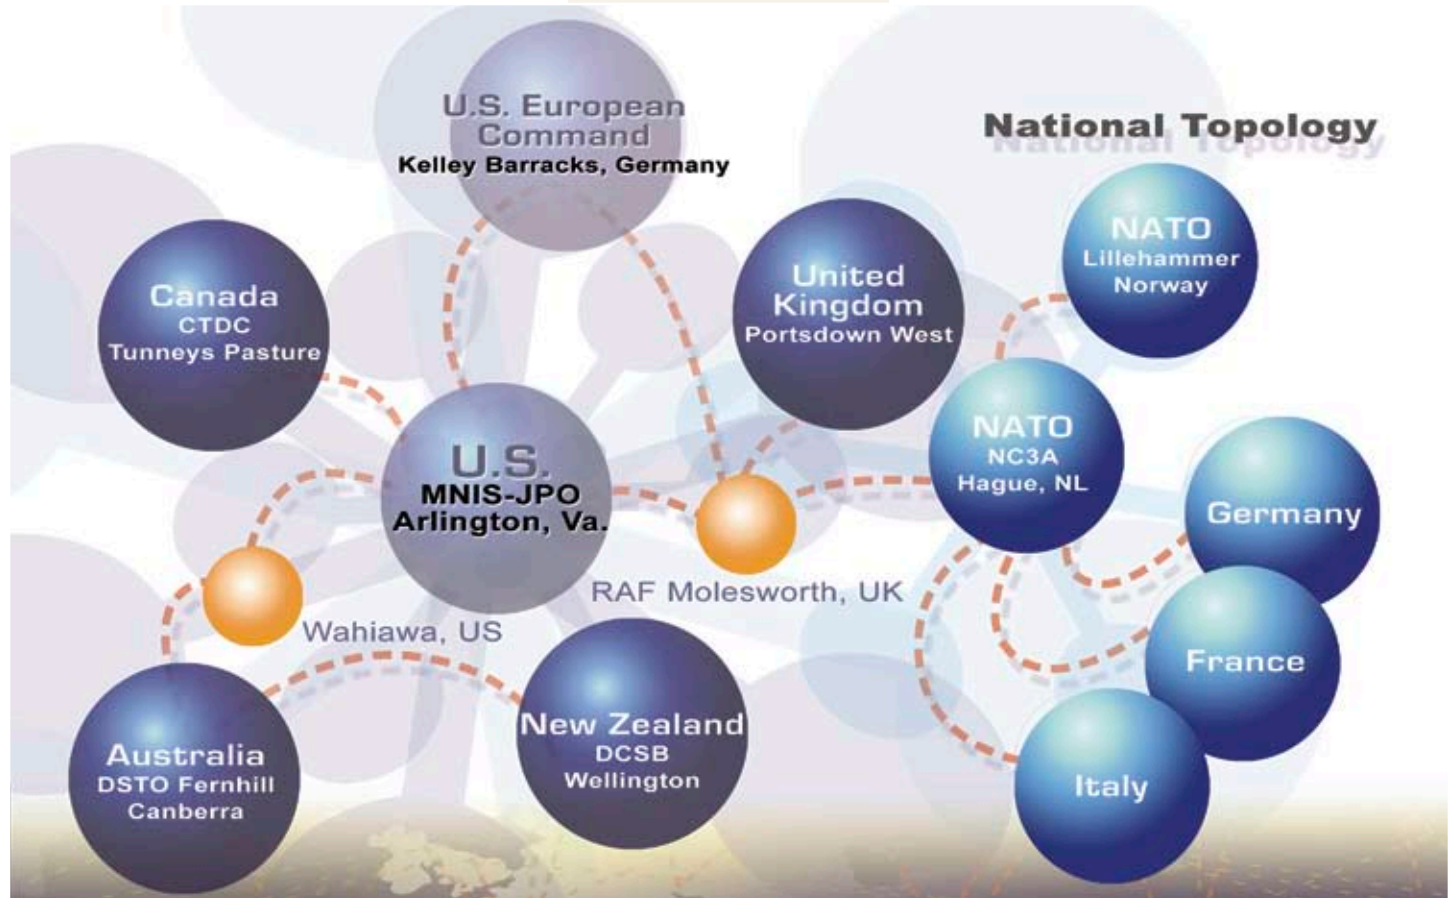 U.S. European
Command
Kelley Barracks, Germany
National Topology
NATO
Lillehammer
Norway
United
Kingdom
Portsdown West
Canada
CTDC
Tunneys Pasture
NATO
NC3A
Hague, NL
U.S.
MNIS-JPO
Arlington, Va.
Germany
RAF Molesworth, UK
Wahiawa, US
France
New Zealand
DCSB
Wellington
Australia
DSTO Fernhill
Canberra
Italy